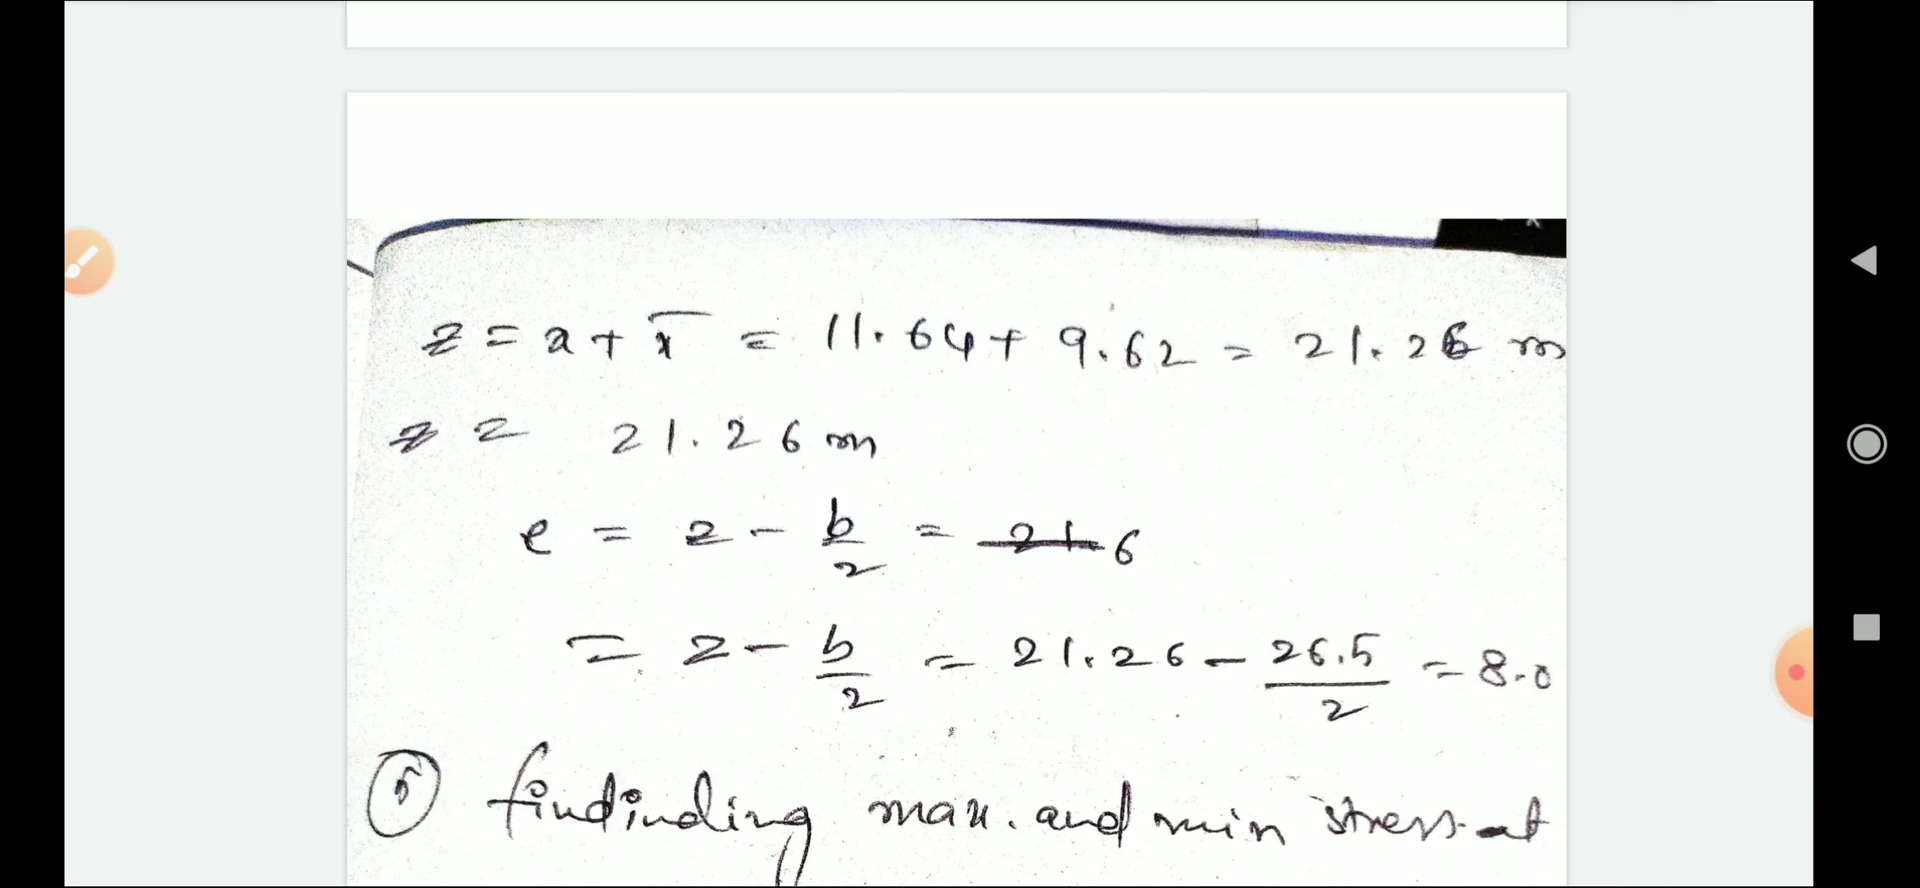 z = a + x̄ = 11.64 + 9.62 = 21.26 m
z = 21.26 m
e = z - b/2 = 21.6
= z - b/2 = 21.26 - 26.5/2 = 8.0
⑤ findinding max. and min stress at